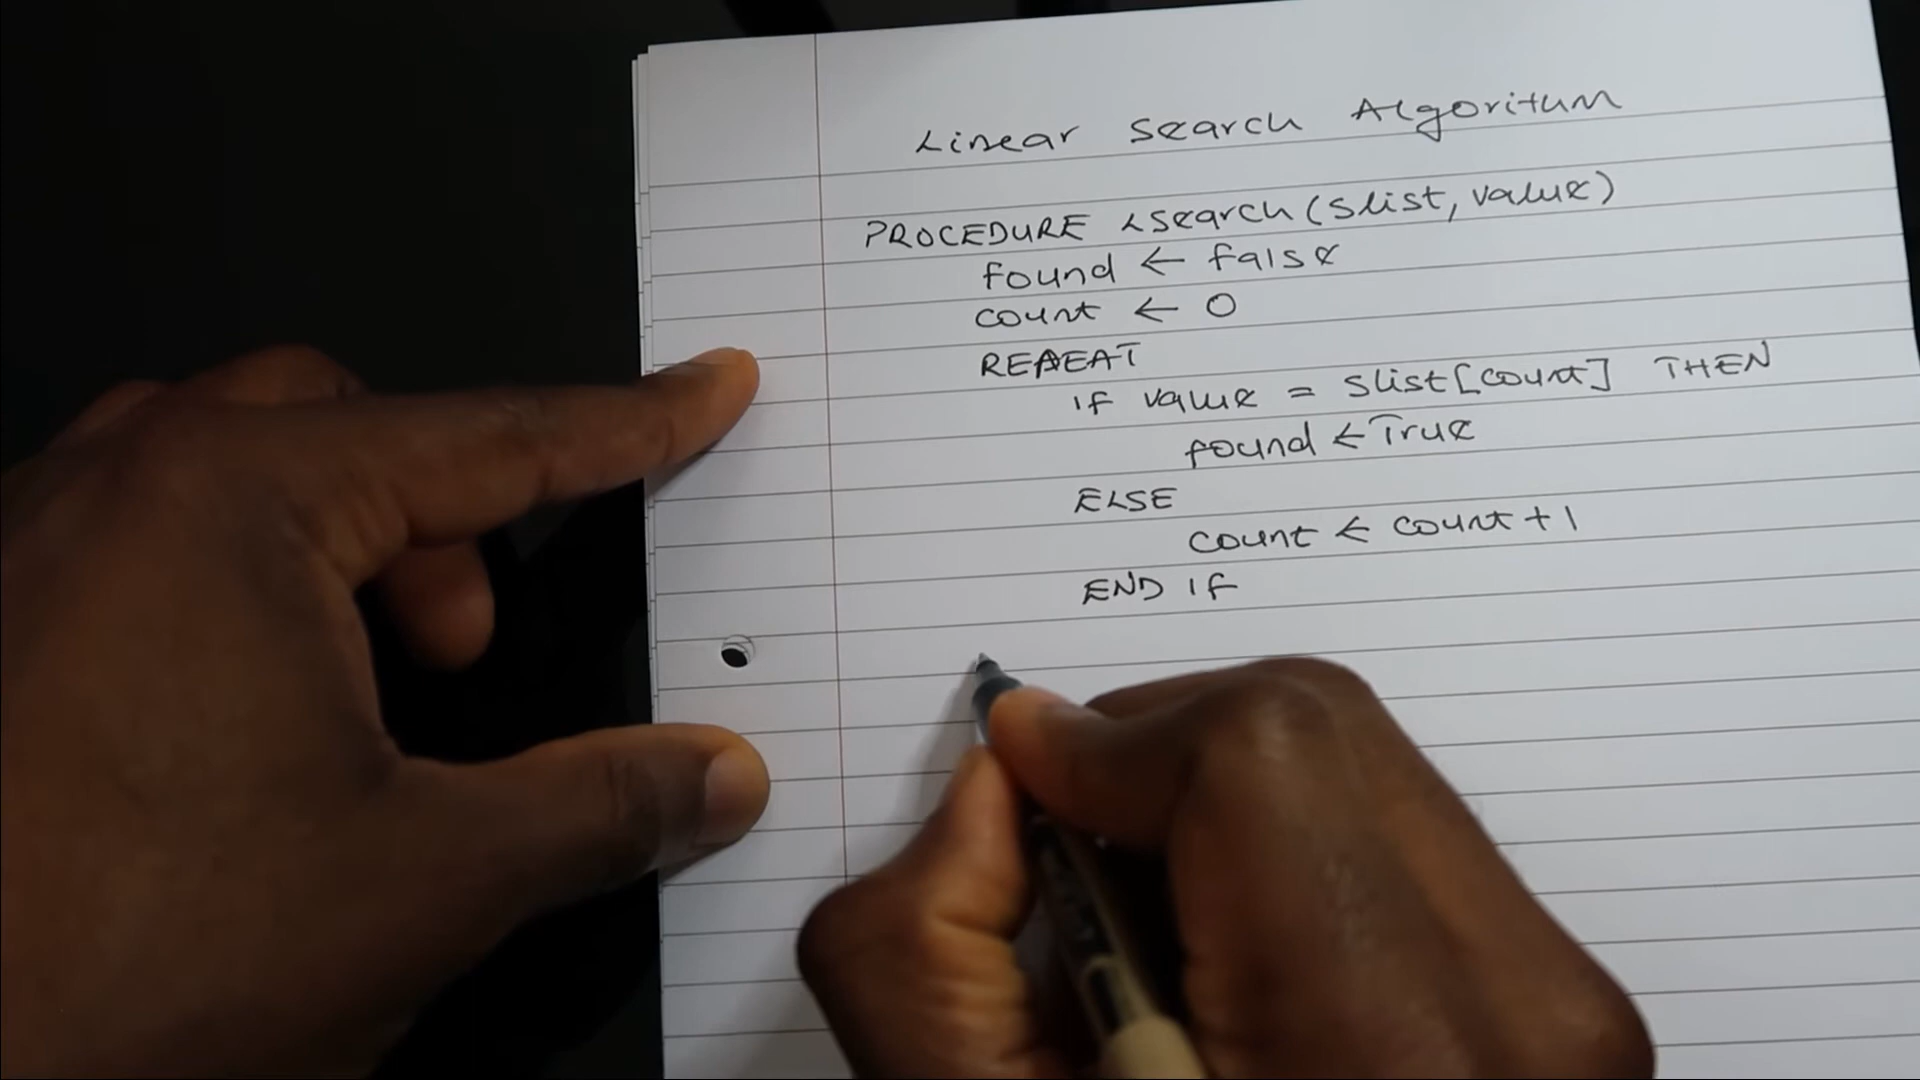 Linear Search Algorithm
PROCEDURE Lsearch(slist, value)
found ← false
count ← 0
REPEAT
IF value = slist[count] THEN
found ← True
ELSE
count ← count + 1
END IF